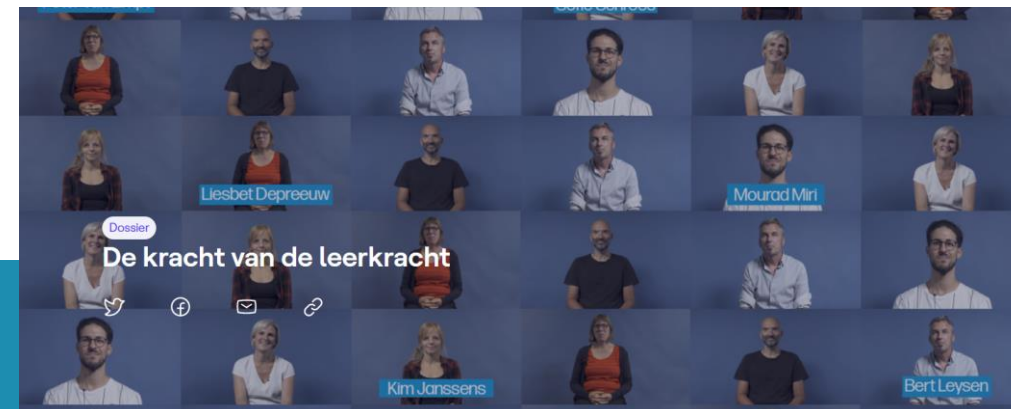 Liesbet Depreeuw
Mourad Miri
Dossier
De kracht van de leerkracht
Kim Janssens
Bert Leysen